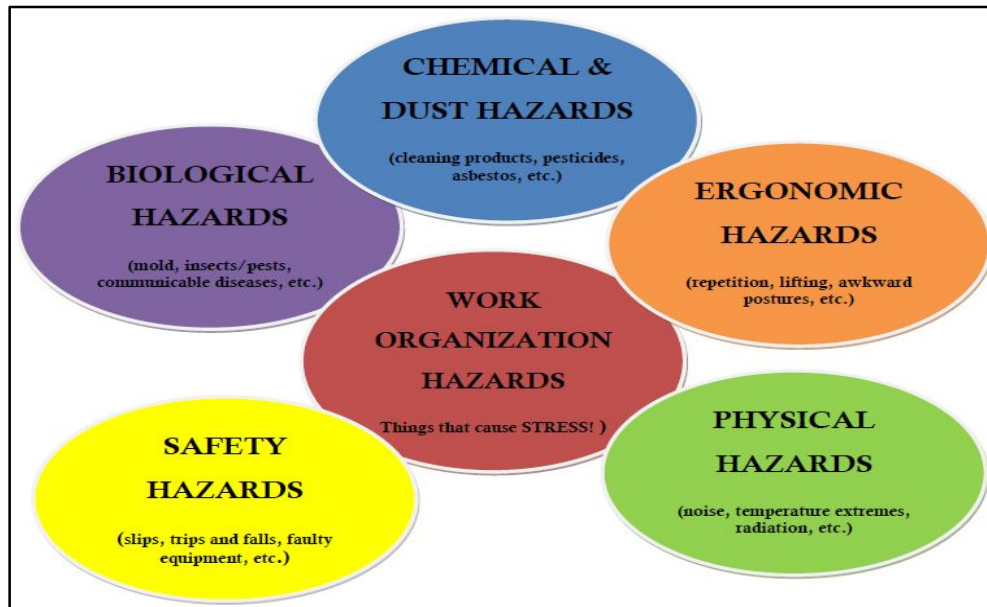 CHEMICAL &
DUST HAZARDS
(cleaning products, pesticides,
asbestos, etc.)
BIOLOGICAL
HAZARDS
(mold, insects/pests,
communicable diseases, etc.)
ERGONOMIC
HAZARDS
(repetition, lifting, awkward
postures, etc.)
WORK
ORGANIZATION
HAZARDS
Things that cause STRESS! )
SAFETY
HAZARDS
(slips, trips and falls, faulty
equipment, etc.)
PHYSICAL
HAZARDS
(noise, temperature extremes,
radiation, etc.)